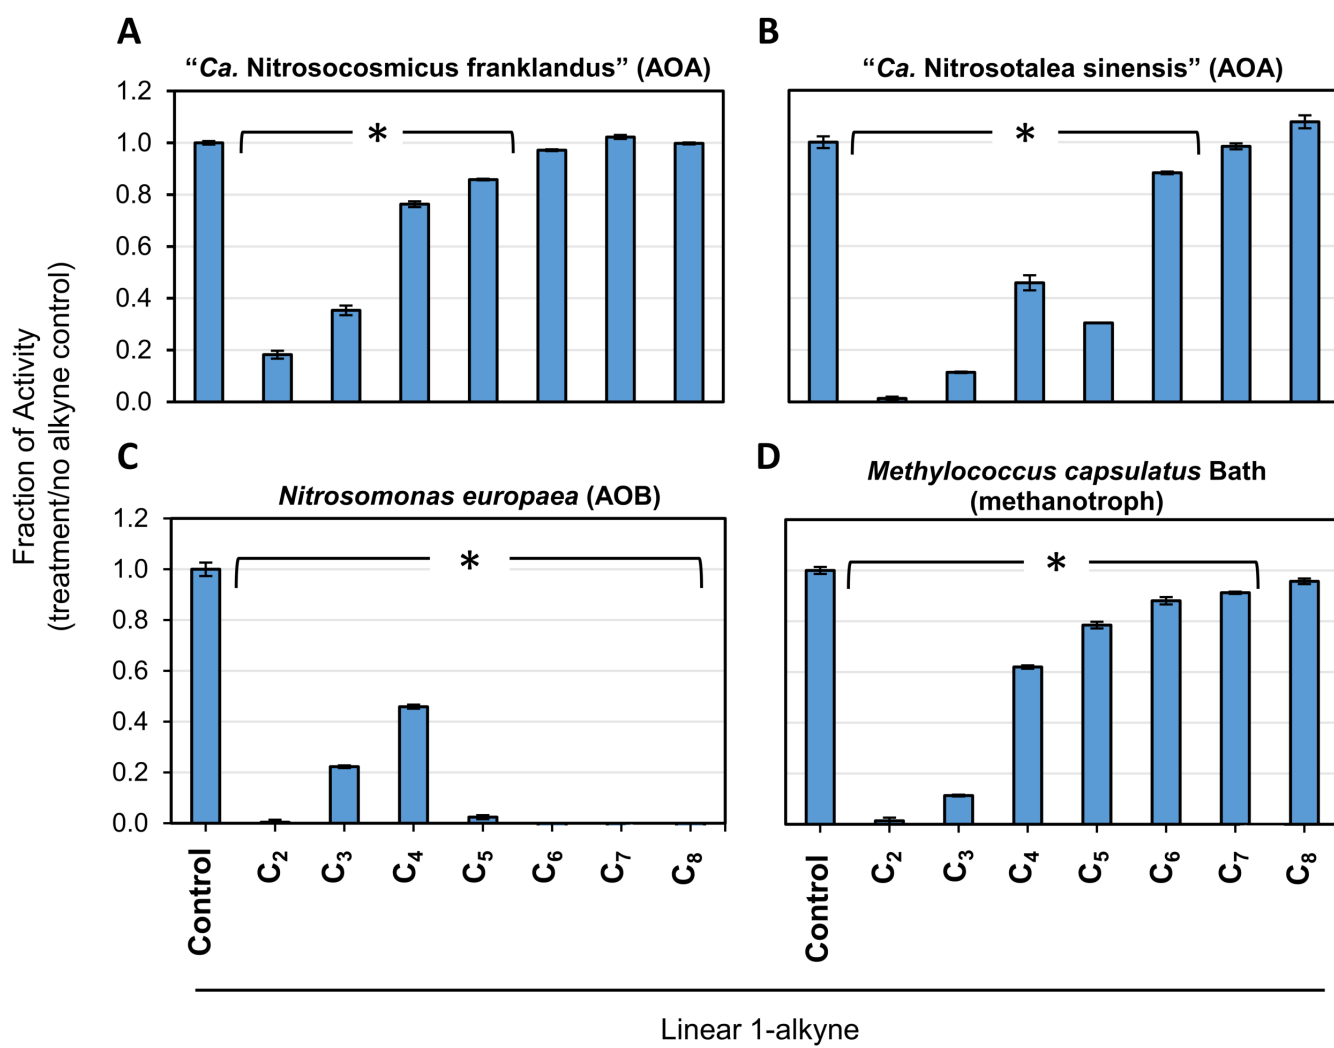 A
“Ca. Nitrosocosmicus franklandus” (AOA)
1.2
1.0
0.8
0.6
0.4
0.2
0.0
*
B
“Ca. Nitrosotalea sinensis” (AOA)
*
Fraction of Activity
(treatment/no alkyne control)
C
Nitrosomonas europaea (AOB)
1.2
1.0
0.8
0.6
0.4
0.2
0.0
*
Control
C₂
C₃
C₄
C₅
C₆
C₇
C₈
D
Methylococcus capsulatus Bath
(methanotroph)
*
Control
C₂
C₃
C₄
C₅
C₆
C₇
C₈
Linear 1-alkyne